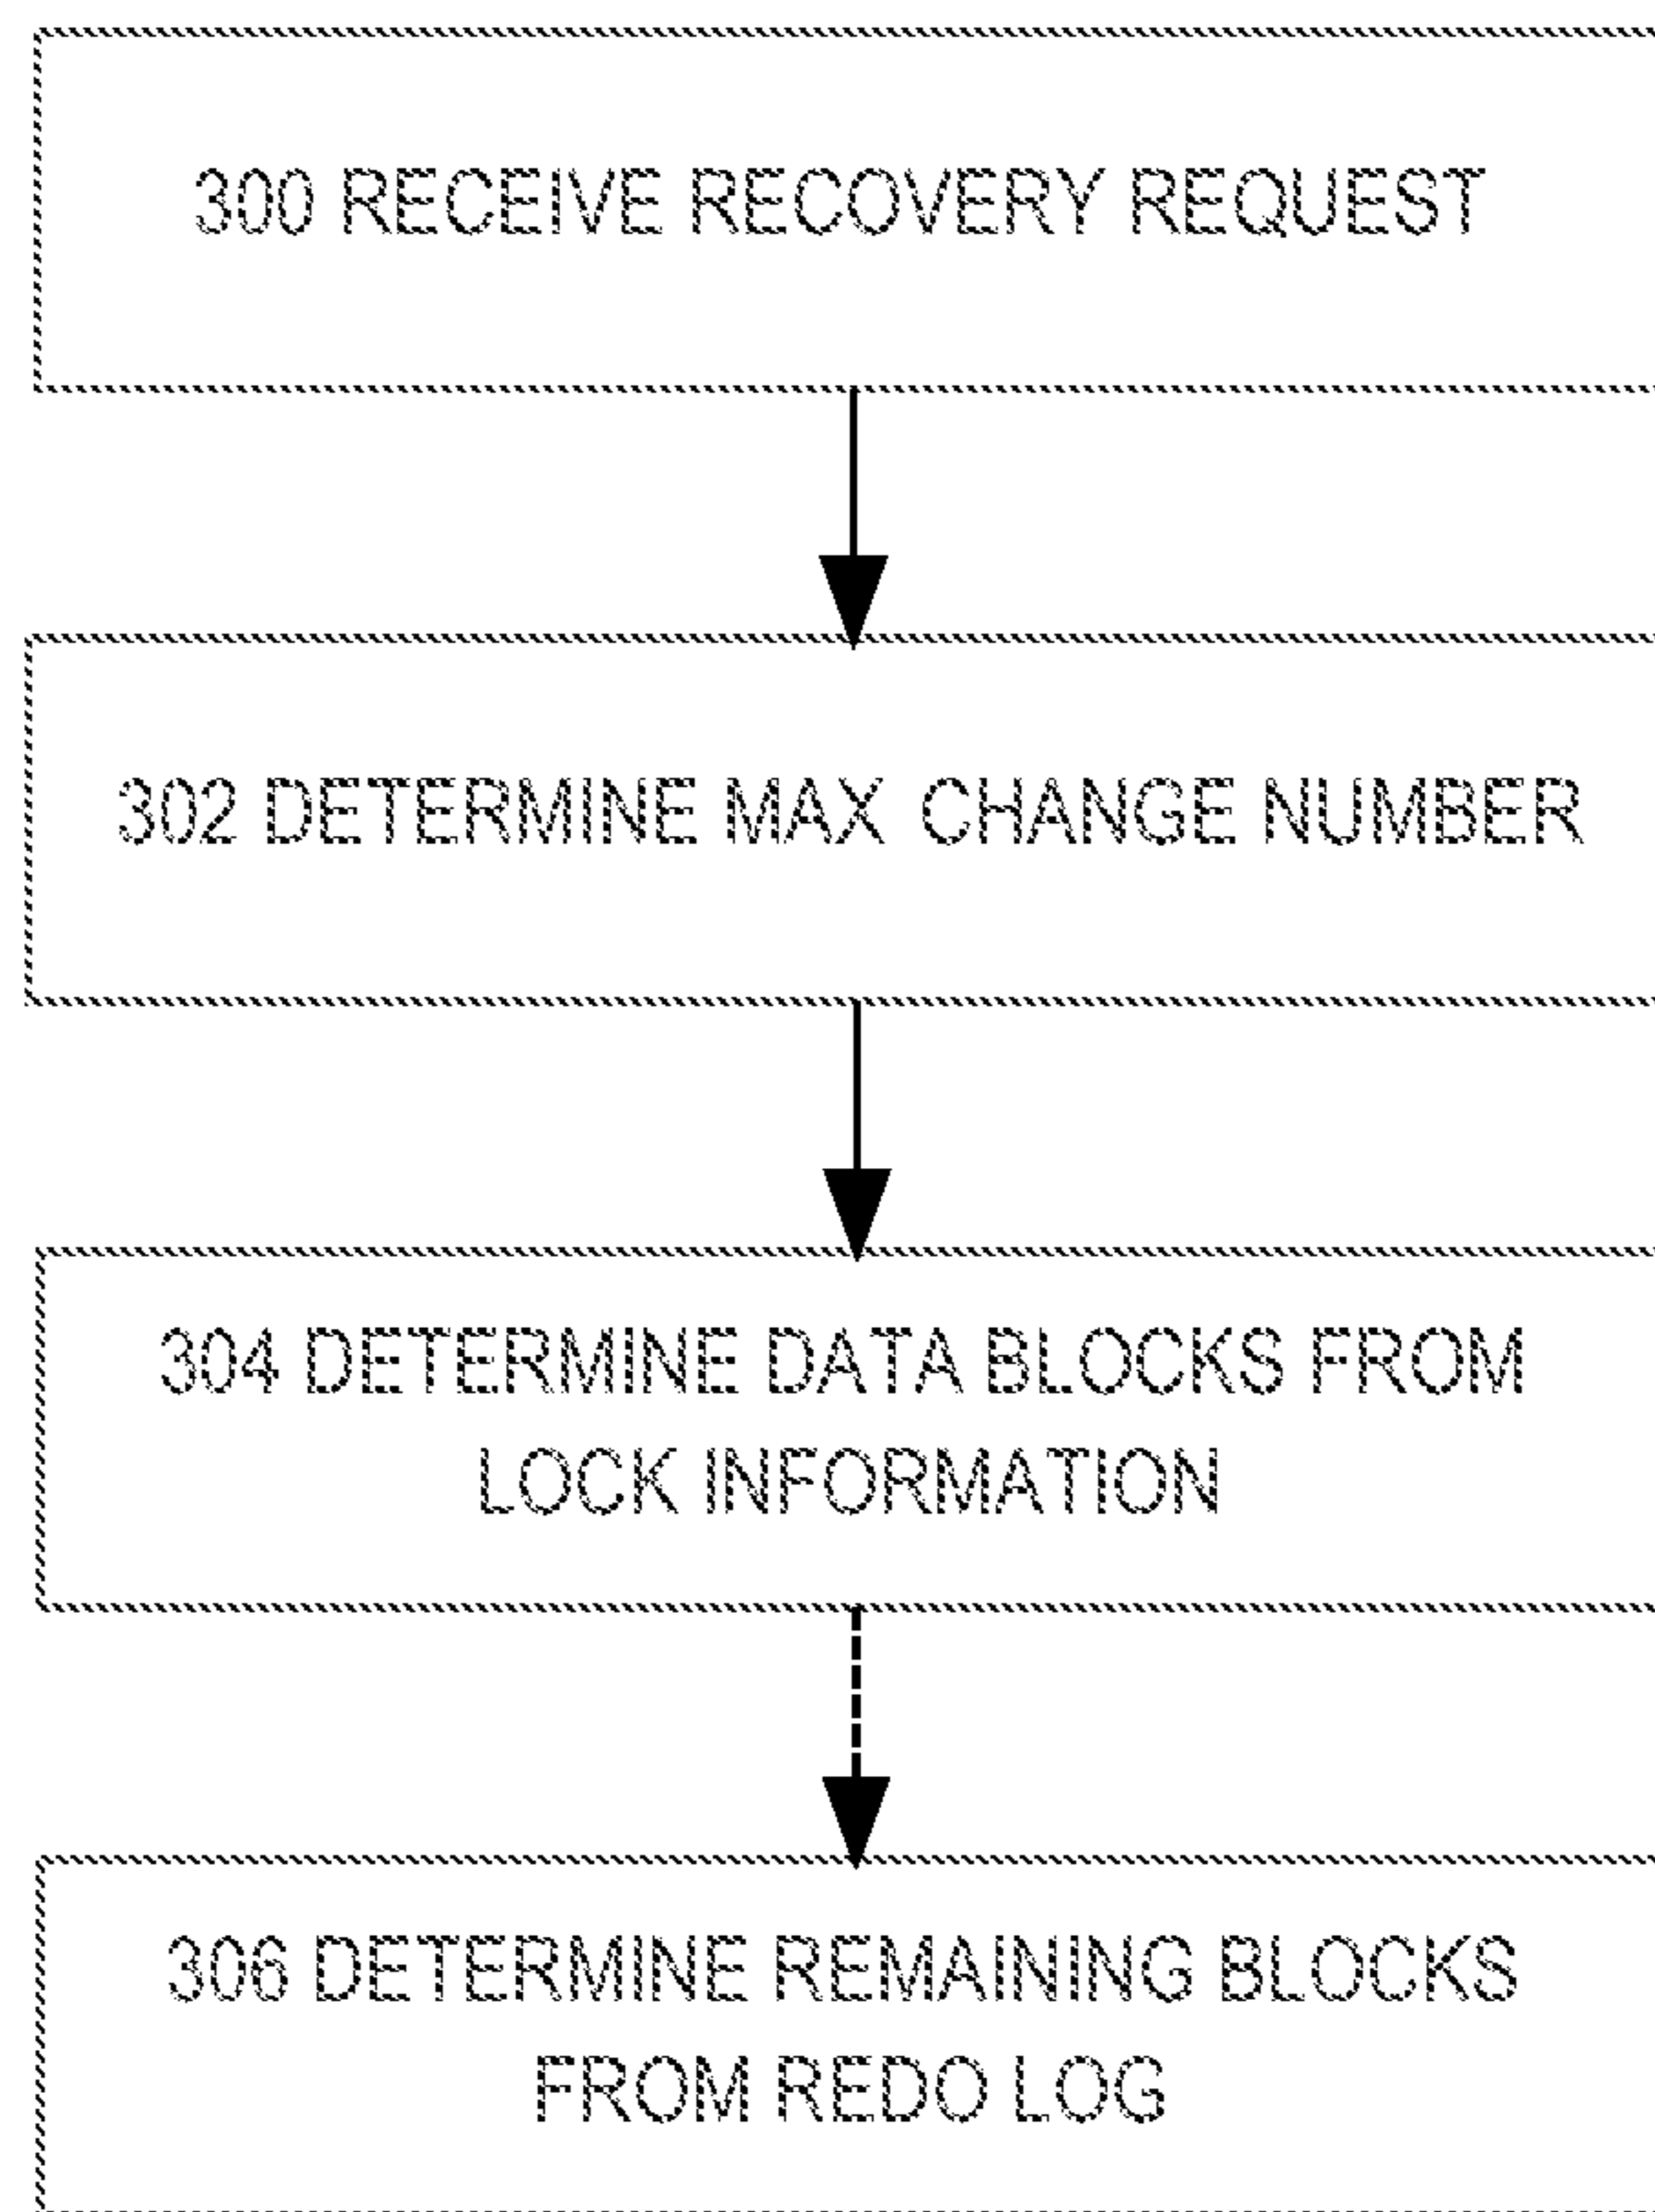 300 RECEIVE RECOVERY REQUEST
302 DETERMINE MAX CHANGE NUMBER
304 DETERMINE DATA BLOCKS FROM
LOCK INFORMATION
306 DETERMINE REMAINING BLOCKS
FROM REDO LOG